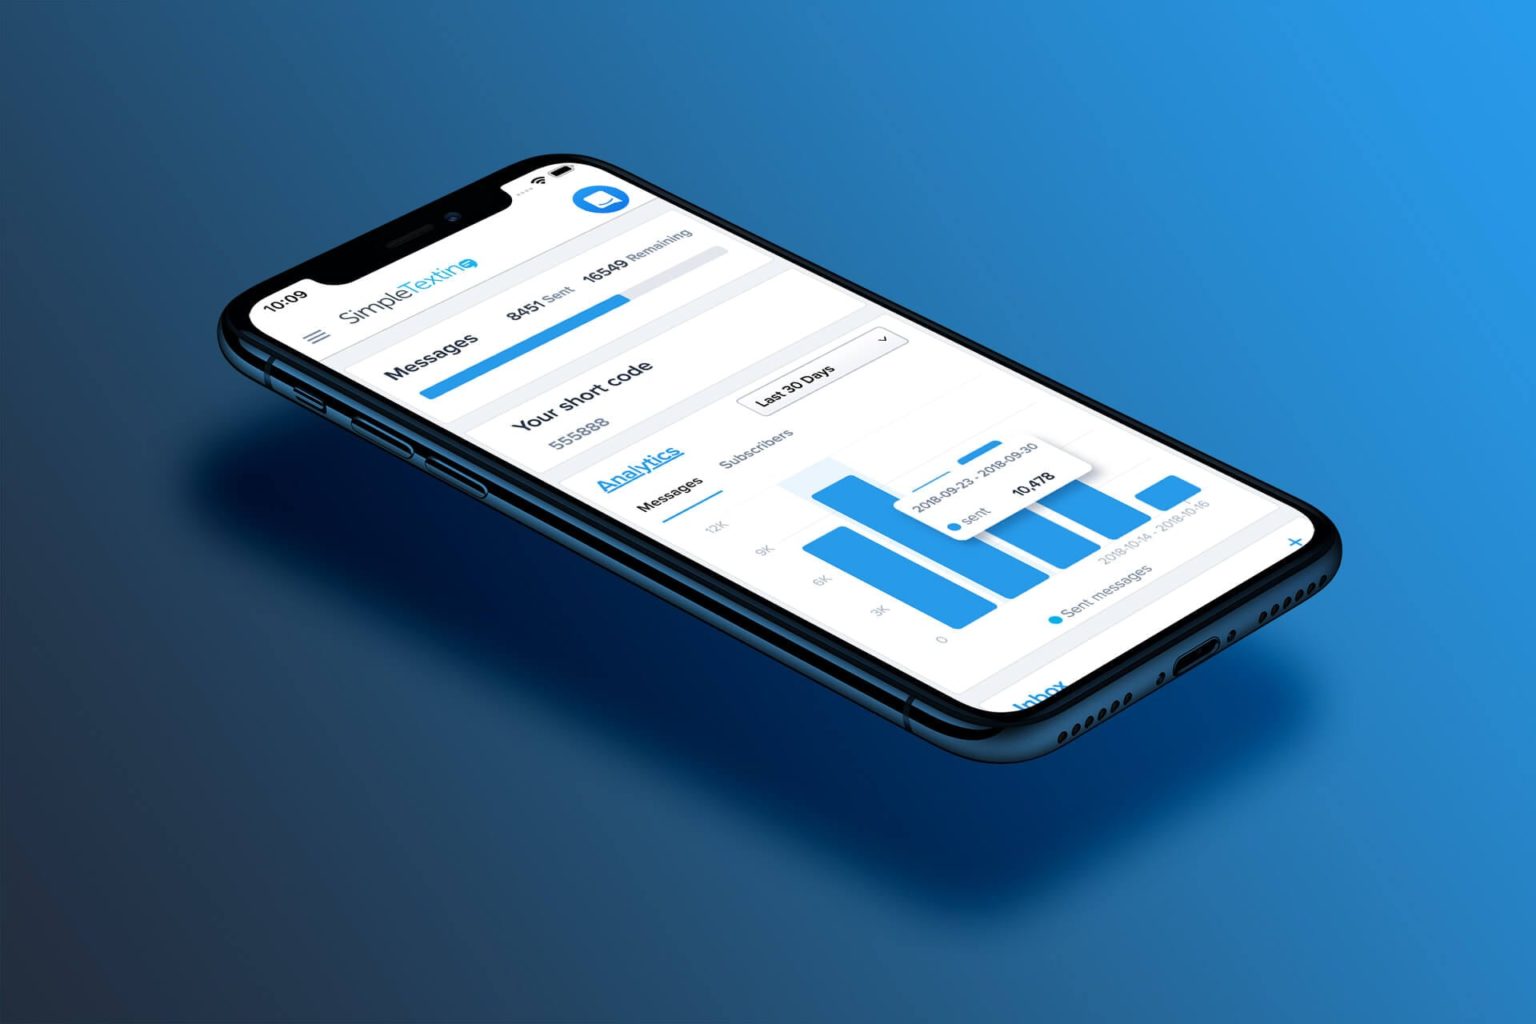 10:09
SimpleTexting
Messages
8451 Sent 16549 Remaining
Your short code
555888
Last 30 Days
Analytics
Messages Subscribers
12K
9K
6K
3K
0
2018-09-23 - 2018-09-30
sent 10,478
2018-10-14 - 2018-10-16
Sent messages
+
Inbox